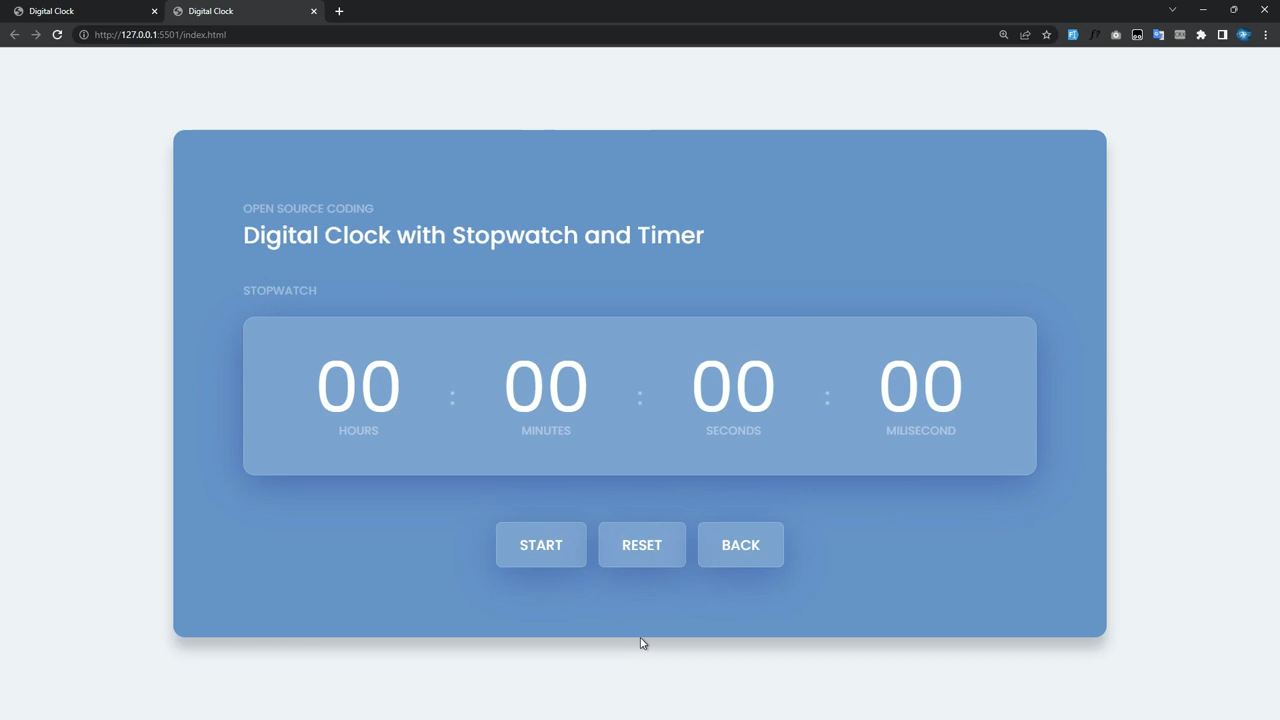 Digital Clock
Digital Clock
http://127.0.0.1:5501/index.html
OPEN SOURCE CODING
Digital Clock with Stopwatch and Timer
STOPWATCH
00 : 00 : 00 : 00
HOURS MINUTES SECONDS MILISECOND
START RESET BACK